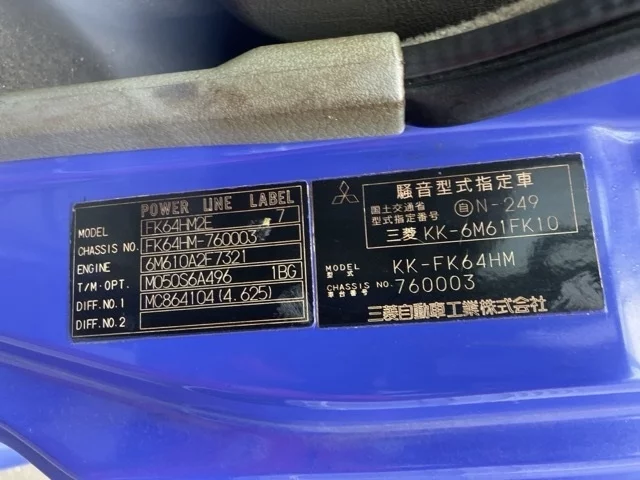 POWER LINE LABEL
MODEL FK64HM2E 7
CHASSIS NO. FK64HM-760003
ENGINE 6M610A2F7321
T/M・OPT. M050S6A496 1BG
DIFF.NO.1 MC864104(4.625)
DIFF.NO.2
騒音型式指定車
国土交通省
型式指定番号 自N-249
三菱 KK-6M61FK10
MODEL
型式 KK-FK64HM
CHASSIS NO.
車台番号 760003
三菱自動車工業株式会社